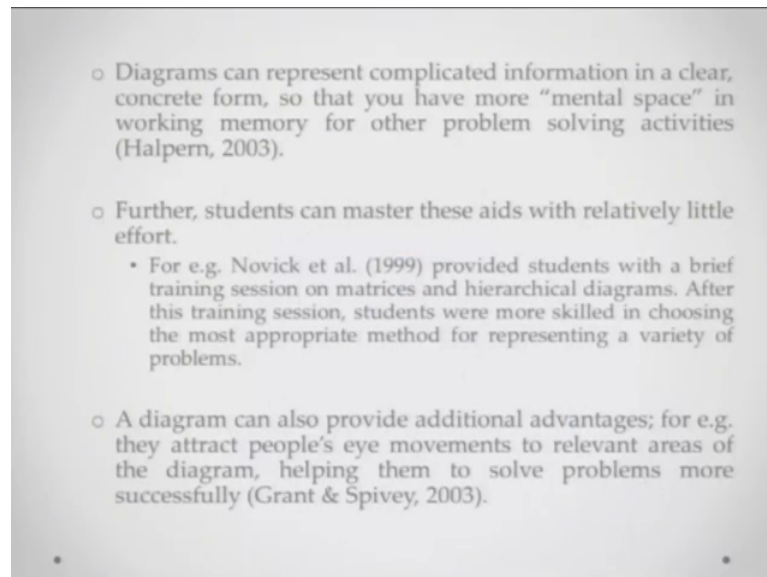 o Diagrams can represent complicated information in a clear,
concrete form, so that you have more “mental space” in
working memory for other problem solving activities
(Halpern, 2003).
o Further, students can master these aids with relatively little
effort.
• For e.g. Novick et al. (1999) provided students with a brief
training session on matrices and hierarchical diagrams. After
this training session, students were more skilled in choosing
the most appropriate method for representing a variety of
problems.
o A diagram can also provide additional advantages; for e.g.
they attract people’s eye movements to relevant areas of
the diagram, helping them to solve problems more
successfully (Grant & Spivey, 2003).